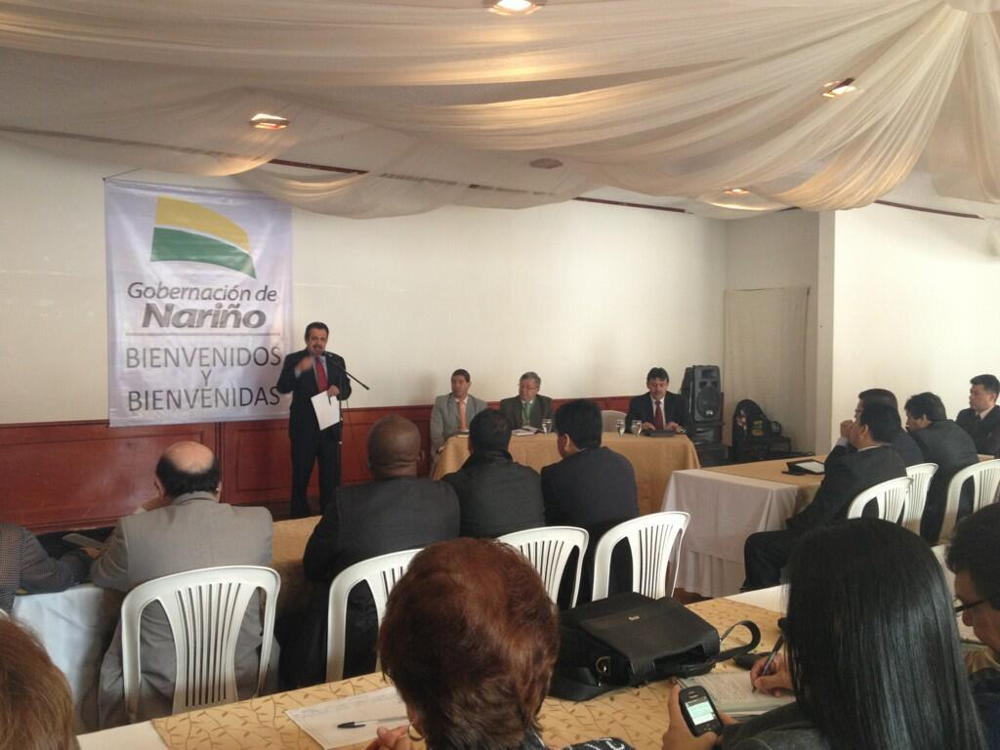 Gobernación de
Nariño
BIENVENIDOS
Y
BIENVENIDAS